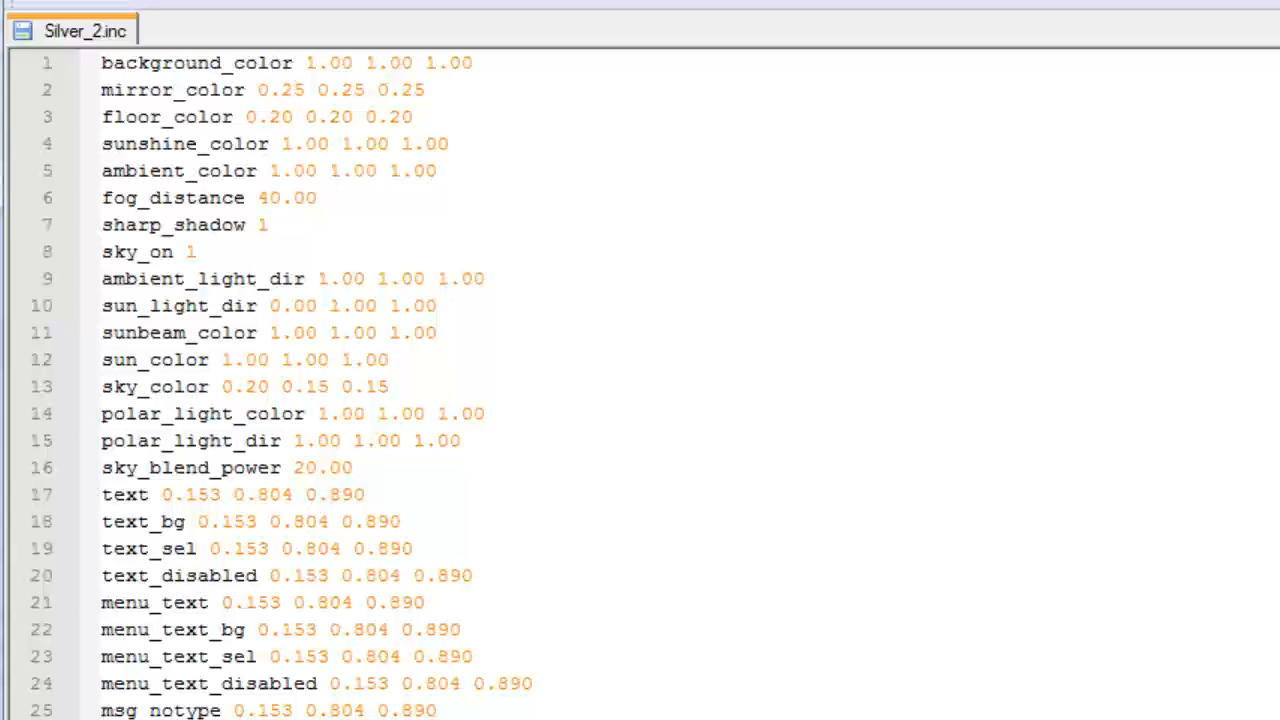 Silver_2.inc
1 background_color 1.00 1.00 1.00
2 mirror_color 0.25 0.25 0.25
3 floor_color 0.20 0.20 0.20
4 sunshine_color 1.00 1.00 1.00
5 ambient_color 1.00 1.00 1.00
6 fog_distance 40.00
7 sharp_shadow 1
8 sky_on 1
9 ambient_light_dir 1.00 1.00 1.00
10 sun_light_dir 0.00 1.00 1.00
11 sunbeam_color 1.00 1.00 1.00
12 sun_color 1.00 1.00 1.00
13 sky_color 0.20 0.15 0.15
14 polar_light_color 1.00 1.00 1.00
15 polar_light_dir 1.00 1.00 1.00
16 sky_blend_power 20.00
17 text 0.153 0.804 0.890
18 text_bg 0.153 0.804 0.890
19 text_sel 0.153 0.804 0.890
20 text_disabled 0.153 0.804 0.890
21 menu_text 0.153 0.804 0.890
22 menu_text_bg 0.153 0.804 0.890
23 menu_text_sel 0.153 0.804 0.890
24 menu_text_disabled 0.153 0.804 0.890
25 msg_notype 0.153 0.804 0.890